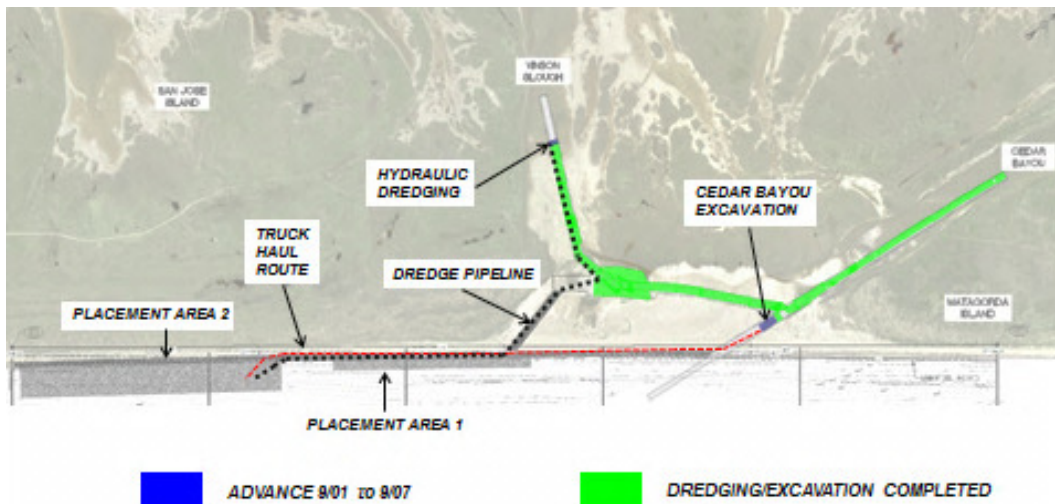 VINSON
SLOUGH
SAN JOSE
ISLAND
HYDRAULIC
DREDGING
CEDAR
BAYOU
CEDAR BAYOU
EXCAVATION
TRUCK
HAUL
ROUTE
DREDGE PIPELINE
PLACEMENT AREA 2
MATAGORDA
ISLAND
PLACEMENT AREA 1
ADVANCE 9/01 TO 9/07
DREDGING/EXCAVATION COMPLETED